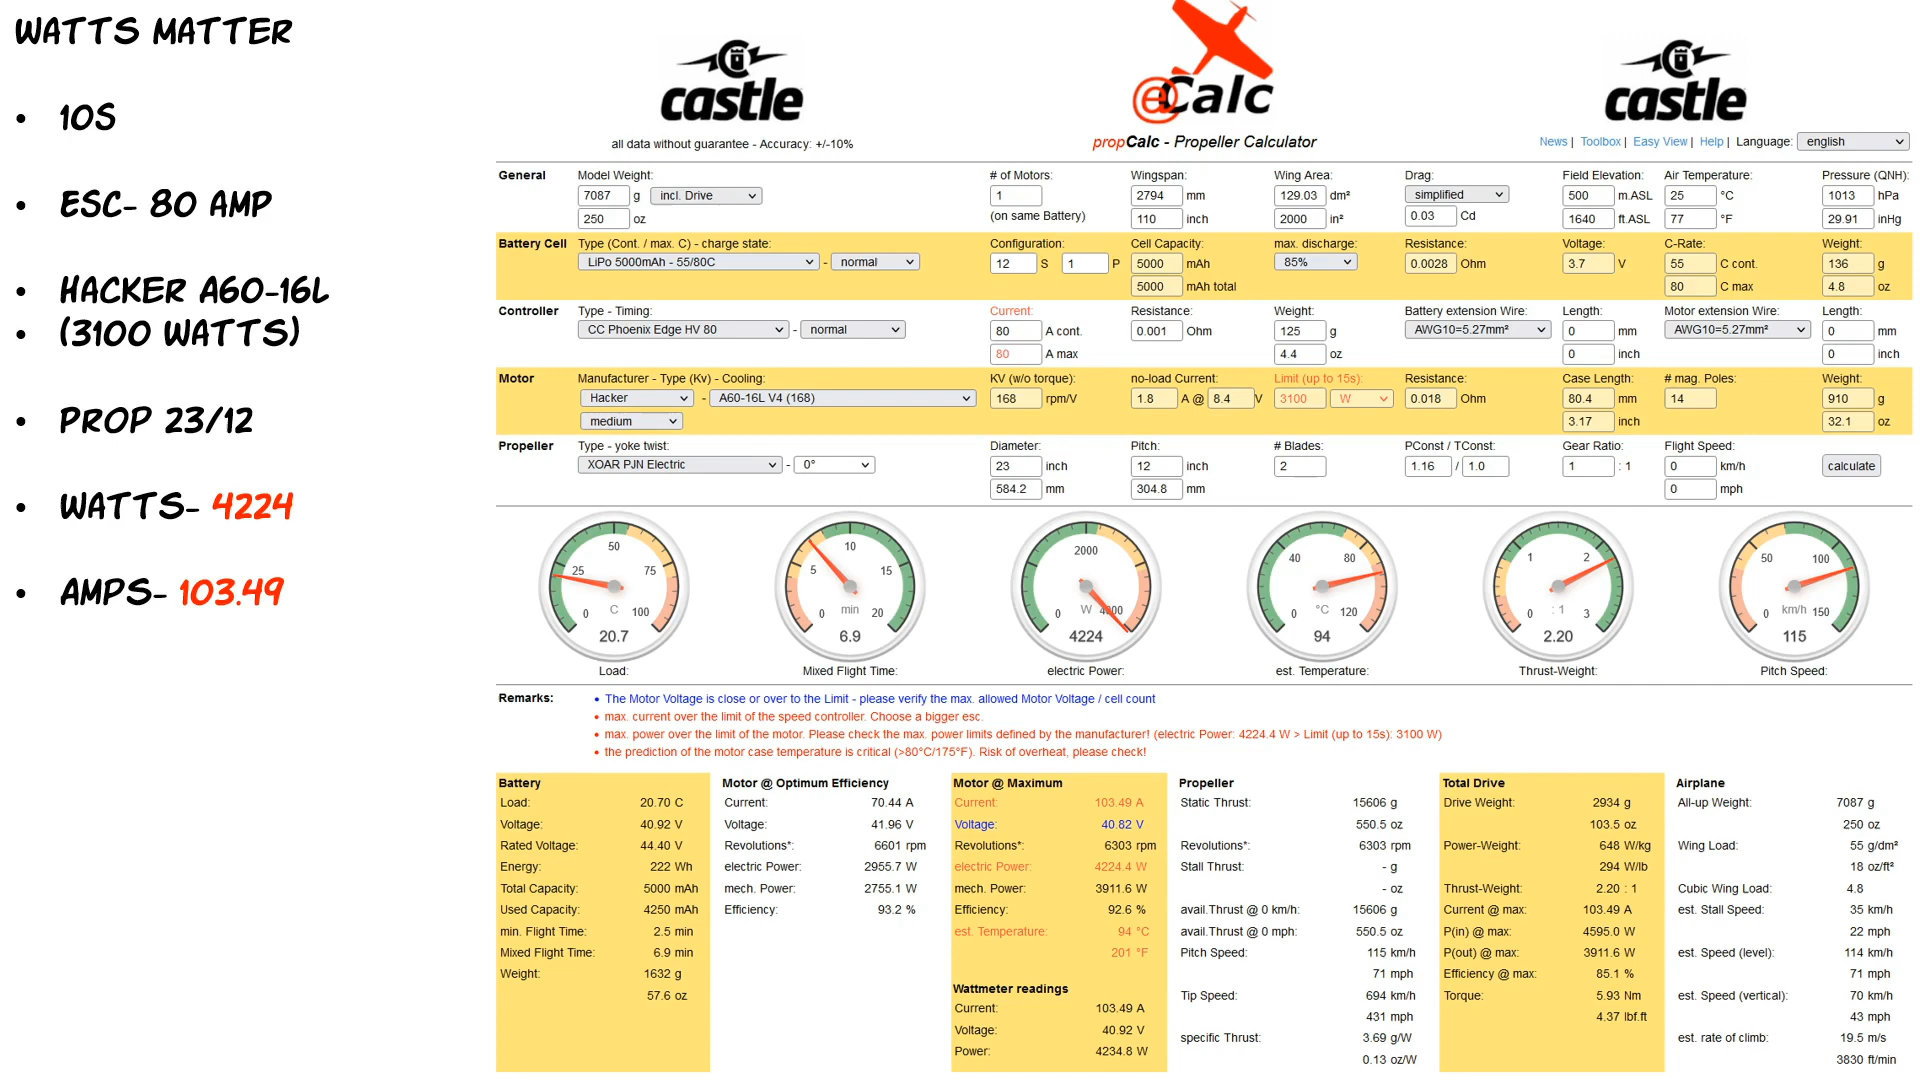 WATTS MATTER
• 10S
• ESC- 80 AMP
• HACKER A60-16L
• (3100 WATTS)
• PROP 23/12
• WATTS- 4224
• AMPS- 103.49
castle
@Calc
castle
all data without guarantee - Accuracy: +/-10%
propCalc - Propeller Calculator
News | Toolbox | Easy View | Help | Language: english
General Model Weight: # of Motors: Wingspan: Wing Area: Drag: Field Elevation: Air Temperature: Pressure (QNH):
7087 g incl. Drive 1 2794 mm 129.03 dm² simplified 500 m.ASL 25 °C 1013 hPa
250 oz (on same Battery) 110 inch 2000 in² 0.03 Cd 1640 ft.ASL 77 °F 29.91 inHg
Battery Cell Type (Cont. / max. C) - charge state: Configuration: Cell Capacity: max. discharge: Resistance: Voltage: C-Rate: Weight:
LiPo 5000mAh - 55/80C - normal 12 S 1 P 5000 mAh 85% 0.0028 Ohm 3.7 V 55 C cont. 136 g
5000 mAh total 80 C max 4.8 oz
Controller Type - Timing: Current: Resistance: Weight: Battery extension Wire: Length: Motor extension Wire: Length:
CC Phoenix Edge HV 80 - normal 80 A cont. 0.001 Ohm 125 g AWG10=5.27mm² 0 mm AWG10=5.27mm² 0 mm
80 A max 4.4 oz 0 inch 0 inch
Motor Manufacturer - Type (Kv) - Cooling: KV (w/o torque): no-load Current: Limit (up to 15s): Resistance: Case Length: # mag. Poles: Weight:
Hacker - A60-16L V4 (168) 168 rpm/V 1.8 A @ 8.4 V 3100 W 0.018 Ohm 80.4 mm 14 910 g
medium 3.17 inch 32.1 oz
Propeller Type - yoke twist: Diameter: Pitch: # Blades: PConst / TConst: Gear Ratio: Flight Speed:
XOAR PJN Electric - 0° 23 inch 12 inch 2 1.16 / 1.0 1 : 1 0 km/h calculate
584.2 mm 304.8 mm 0 mph
0 25 50 75 100 C 20.7
0 5 10 15 20 min 6.9
0 2000 4000 W 4224
0 40 80 120 °C 94
0 1 2 3 : 1 2.20
0 50 100 150 km/h 115
Load: Mixed Flight Time: electric Power: est. Temperature: Thrust-Weight: Pitch Speed:
Remarks: • The Motor Voltage is close or over to the Limit - please verify the max. allowed Motor Voltage / cell count
• max. current over the limit of the speed controller. Choose a bigger esc.
• max. power over the limit of the motor. Please check the max. power limits defined by the manufacturer! (electric Power: 4224.4 W > Limit (up to 15s): 3100 W)
• the prediction of the motor case temperature is critical (>80°C/175°F). Risk of overheat, please check!
Battery
Load: 20.70 C
Voltage: 40.92 V
Rated Voltage: 44.40 V
Energy: 222 Wh
Total Capacity: 5000 mAh
Used Capacity: 4250 mAh
min. Flight Time: 2.5 min
Mixed Flight Time: 6.9 min
Weight: 1632 g
57.6 oz
Motor @ Optimum Efficiency
Current: 70.44 A
Voltage: 41.96 V
Revolutions*: 6601 rpm
electric Power: 2955.7 W
mech. Power: 2755.1 W
Efficiency: 93.2 %
Motor @ Maximum
Current: 103.49 A
Voltage: 40.82 V
Revolutions*: 6303 rpm
electric Power: 4224.4 W
mech. Power: 3911.6 W
Efficiency: 92.6 %
est. Temperature: 94 °C
201 °F
Wattmeter readings
Current: 103.49 A
Voltage: 40.92 V
Power: 4234.8 W
Propeller
Static Thrust: 15606 g
550.5 oz
Revolutions*: 6303 rpm
Stall Thrust: - g
- oz
avail.Thrust @ 0 km/h: 15606 g
avail.Thrust @ 0 mph: 550.5 oz
Pitch Speed: 115 km/h
71 mph
Tip Speed: 694 km/h
431 mph
specific Thrust: 3.69 g/W
0.13 oz/W
Total Drive
Drive Weight: 2934 g
103.5 oz
Power-Weight: 648 W/kg
294 W/lb
Thrust-Weight: 2.20 : 1
Current @ max: 103.49 A
P(in) @ max: 4595.0 W
P(out) @ max: 3911.6 W
Efficiency @ max: 85.1 %
Torque: 5.93 Nm
4.37 lbf.ft
Airplane
All-up Weight: 7087 g
250 oz
Wing Load: 55 g/dm²
18 oz/ft²
Cubic Wing Load: 4.8
est. Stall Speed: 35 km/h
22 mph
est. Speed (level): 114 km/h
71 mph
est. Speed (vertical): 70 km/h
43 mph
est. rate of climb: 19.5 m/s
3830 ft/min